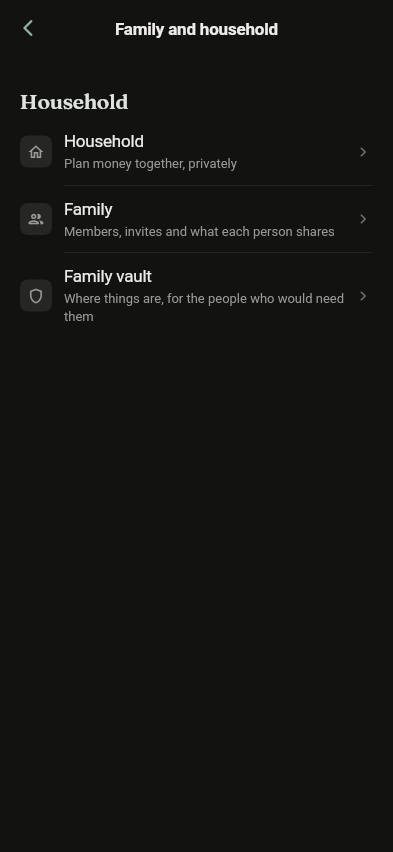 Family and household
Household
Household
Plan money together, privately
Family
Members, invites and what each person shares
Family vault
Where things are, for the people who would need
them